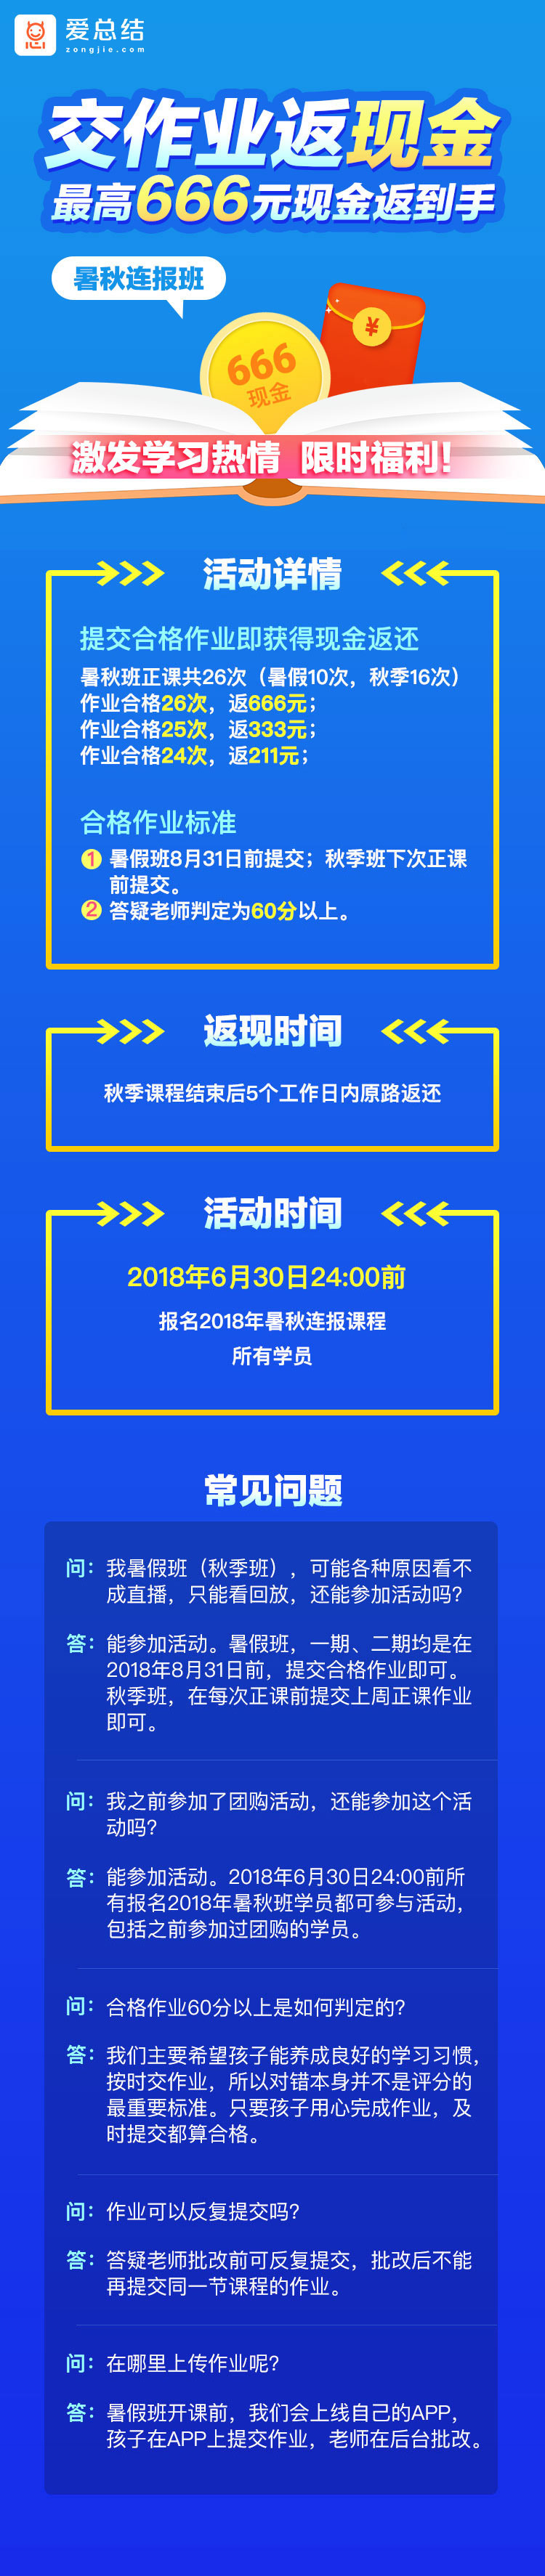 爱总结
zongjie.com
交作业返现金
最高666元现金返到手
暑秋连报班
¥
666
现金
激发学习热情 限时福利!
活动详情
提交合格作业即获得现金返还
暑秋班正课共26次（暑假10次，秋季16次）
作业合格26次，返666元；
作业合格25次，返333元；
作业合格24次，返211元；
合格作业标准
1 暑假班8月31日前提交；秋季班下次正课
前提交。
2 答疑老师判定为60分以上。
返现时间
秋季课程结束后5个工作日内原路返还
活动时间
2018年6月30日24:00前
报名2018年暑秋连报课程
所有学员
常见问题
问：我暑假班（秋季班），可能各种原因看不
成直播，只能看回放，还能参加活动吗？
答：能参加活动。暑假班，一期、二期均是在
2018年8月31日前，提交合格作业即可。
秋季班，在每次正课前提交上周正课作业
即可。
问：我之前参加了团购活动，还能参加这个活
动吗？
答：能参加活动。2018年6月30日24:00前所
有报名2018年暑秋班学员都可参与活动，
包括之前参加过团购的学员。
问：合格作业60分以上是如何判定的？
答：我们主要希望孩子能养成良好的学习习惯，
按时交作业，所以对错本身并不是评分的
最重要标准。只要孩子用心完成作业，及
时提交都算合格。
问：作业可以反复提交吗？
答：答疑老师批改前可反复提交，批改后不能
再提交同一节课程的作业。
问：在哪里上传作业呢？
答：暑假班开课前，我们会上线自己的APP，
孩子在APP上提交作业，老师在后台批改。